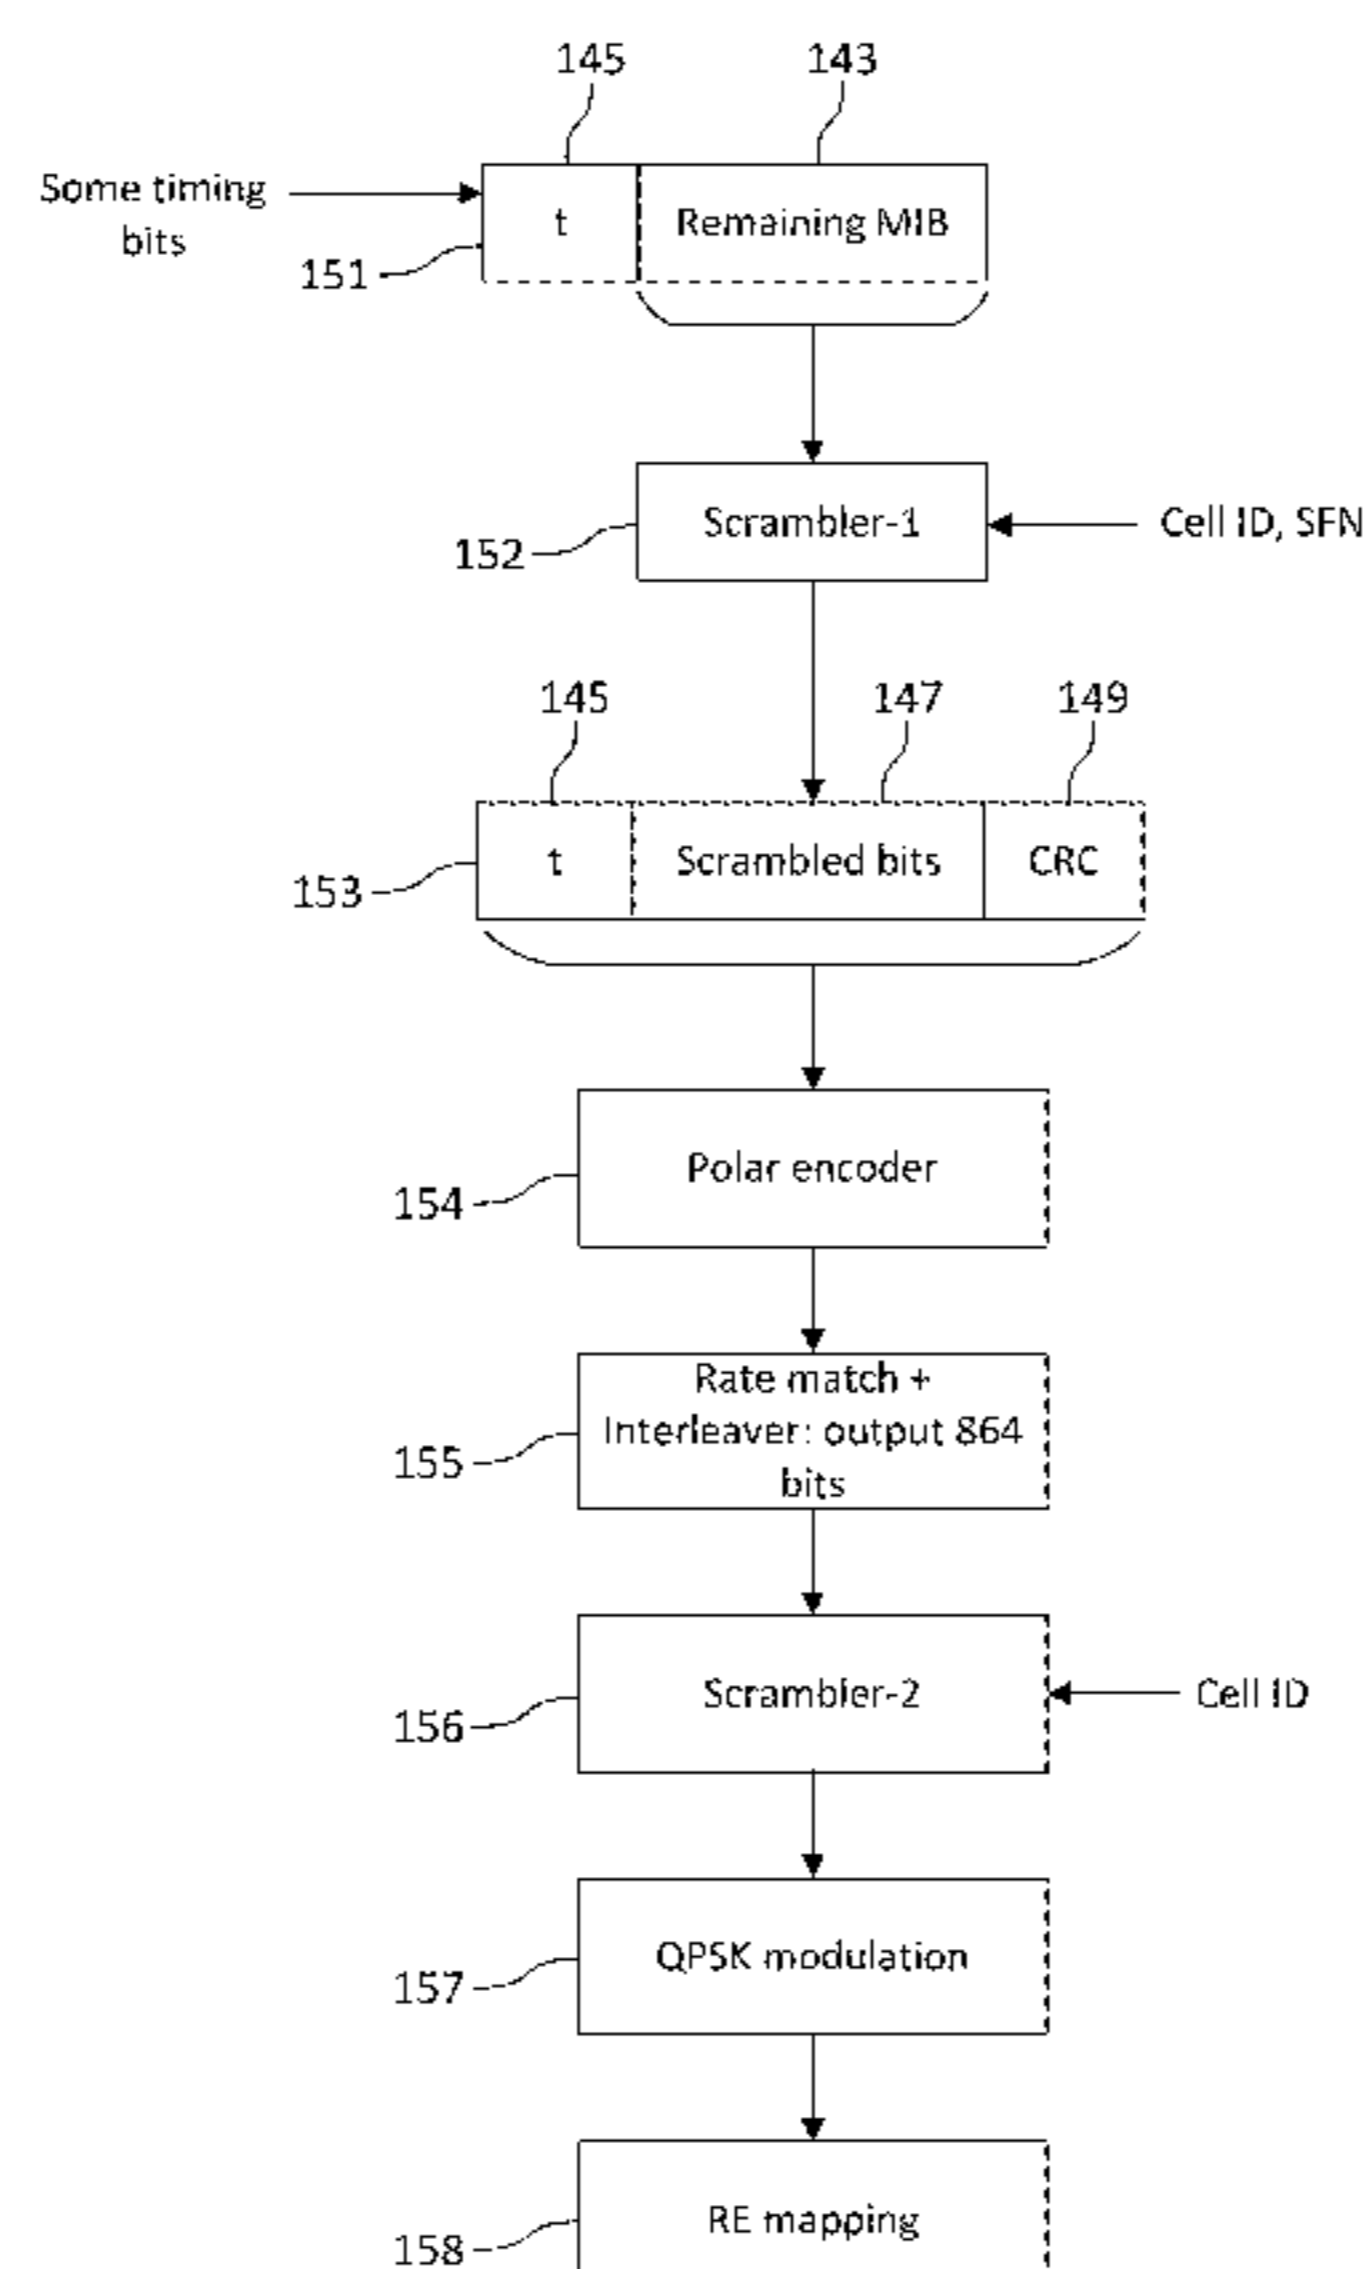 145
143
Some timing
bits
t
Remaining MIB
151
Scrambler-1
Cell ID, SFN
152
145
147
149
t
Scrambled bits
CRC
153
Polar encoder
154
Rate match +
Interleaver: output 864
bits
155
Scrambler-2
Cell ID
156
QPSK modulation
157
RE mapping
158